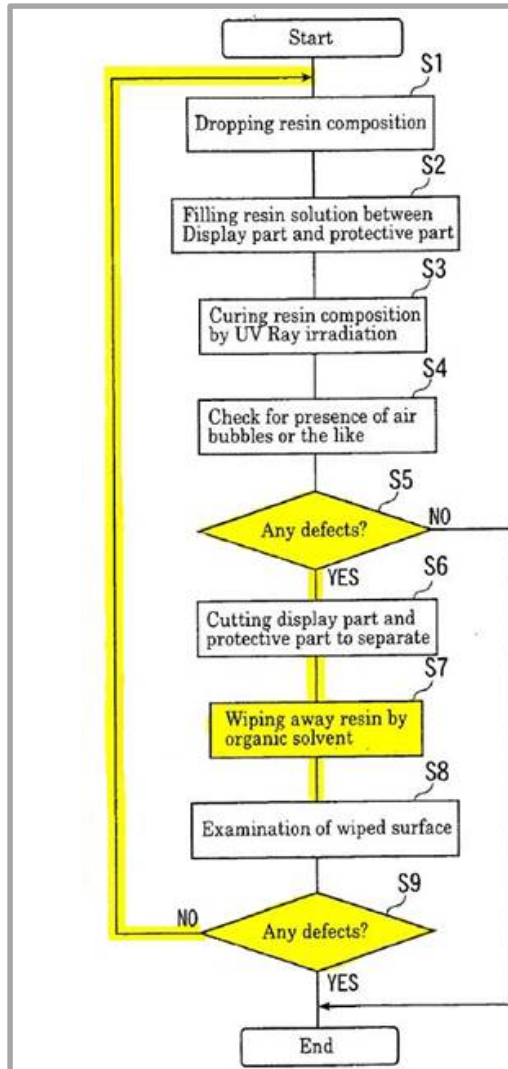 Start
S1
Dropping resin composition
S2
Filling resin solution between
Display part and protective part
S3
Curing resin composition
by UV Ray irradiation
S4
Check for presence of air
bubbles or the like
S5
Any defects?
NO
YES
S6
Cutting display part and
protective part to separate
S7
Wiping away resin by
organic solvent
S8
Examination of wiped surface
S9
NO
Any defects?
YES
End